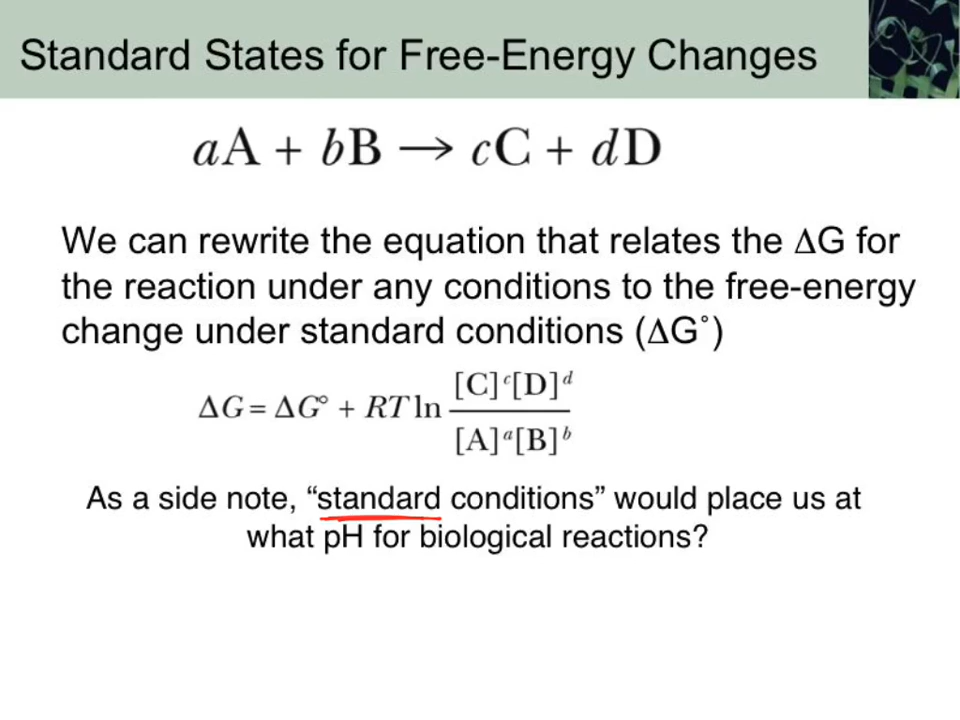 Standard States for Free-Energy Changes
aA + bB → cC + dD
We can rewrite the equation that relates the ΔG for
the reaction under any conditions to the free-energy
change under standard conditions (ΔG˚)
ΔG = ΔG° + RT ln [C]ᶜ[D]ᵈ / [A]ᵃ[B]ᵇ
As a side note, “standard conditions” would place us at
what pH for biological reactions?